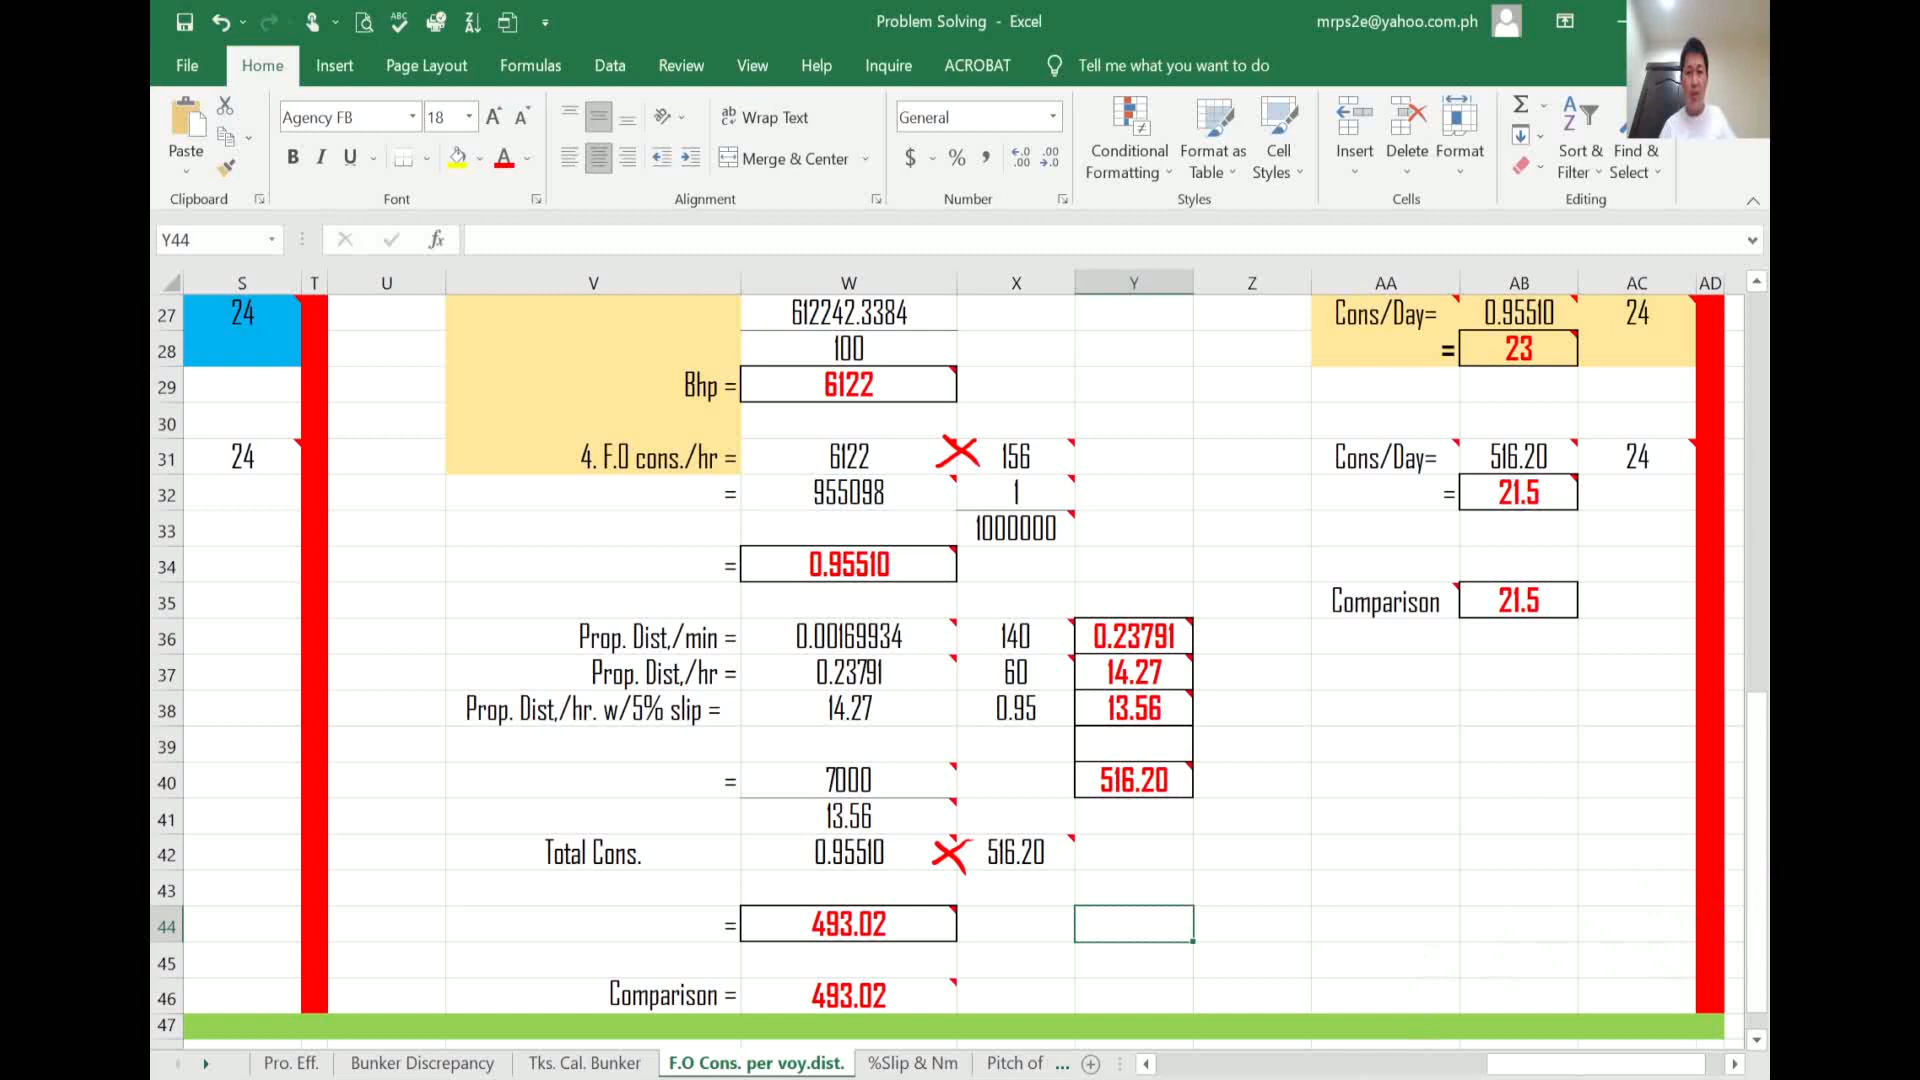 Problem Solving - Excel
mrps2e@yahoo.com.ph
File Home Insert Page Layout Formulas Data Review View Help Inquire ACROBAT Tell me what you want to do
Paste
Clipboard
Agency FB 18
B I U
Font
Wrap Text
Merge & Center
Alignment
General
$ % ,
Number
Conditional Formatting
Format as Table
Cell Styles
Styles
Insert Delete Format
Cells
Sort & Filter
Find & Select
Editing
Y44
fx
S T U V W X Y Z AA AB AC AD
27 24 612242.3384 Cons/Day= 0.95510 24
28 100 = 23
29 Bhp = 6122
30
31 24 4. F.O cons./hr = 6122 156 Cons/Day= 516.20 24
32 = 955098 1 = 21.5
33 1000000
34 = 0.95510
35 Comparison 21.5
36 Prop. Dist,/min = 0.00169934 140 0.23791
37 Prop. Dist,/hr = 0.23791 60 14.27
38 Prop. Dist,/hr. w/5% slip = 14.27 0.95 13.56
39
40 = 7000 516.20
41 13.56
42 Total Cons. 0.95510 516.20
43
44 = 493.02
45
46 Comparison = 493.02
47
Pro. Eff. Bunker Discrepancy Tks. Cal. Bunker F.O Cons. per voy.dist. %Slip & Nm Pitch of ...